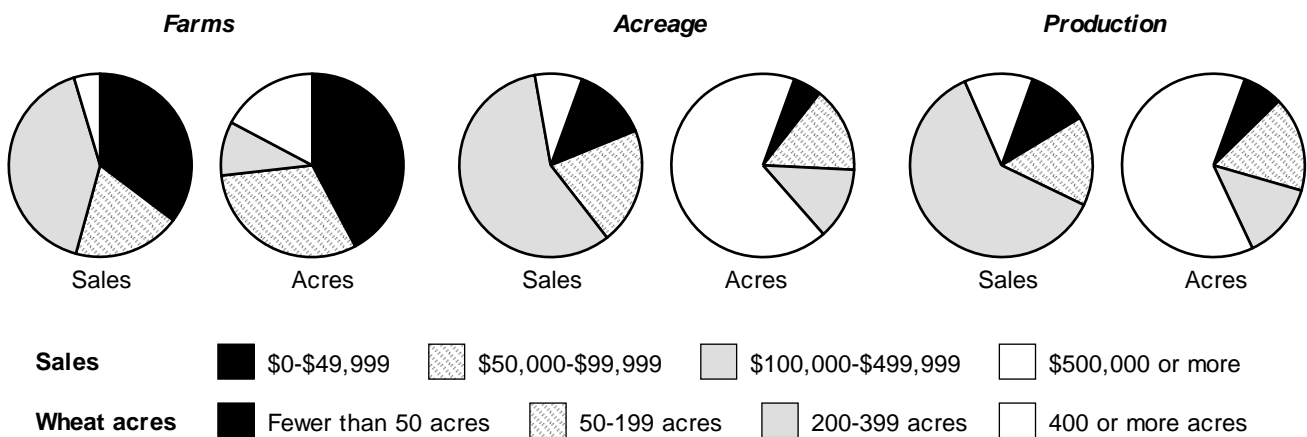 Farms Acreage Production
Sales Acres Sales Acres Sales Acres
Sales $0-$49,999 $50,000-$99,999 $100,000-$499,999 $500,000 or more
Wheat acres Fewer than 50 acres 50-199 acres 200-399 acres 400 or more acres